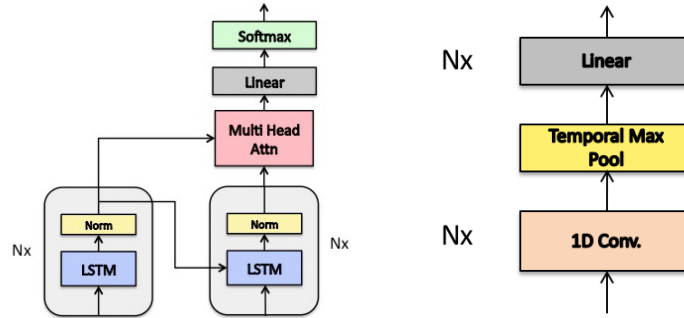 Softmax
Linear
Multi Head
Attn
Norm
LSTM
Nx
Norm
LSTM
Nx
Nx
Linear
Temporal Max
Pool
Nx
1D Conv.